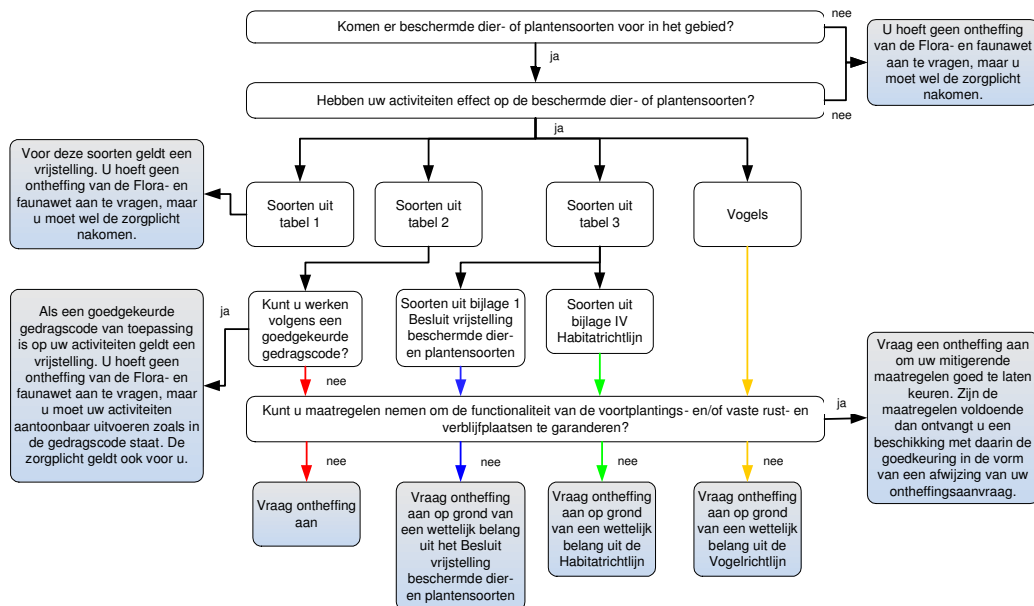 Komen er beschermde dier- of plantensoorten voor in het gebied?
nee
U hoeft geen ontheffing
van de Flora- en faunawet
aan te vragen, maar u
moet wel de zorgplicht
nakomen.
ja
Hebben uw activiteiten effect op de beschermde dier- of plantensoorten?
nee
ja
Voor deze soorten geldt een
vrijstelling. U hoeft geen
ontheffing van de Flora- en
faunawet aan te vragen, maar
u moet wel de zorgplicht
nakomen.
Soorten uit
tabel 1
Soorten uit
tabel 2
Soorten uit
tabel 3
Vogels
Als een goedgekeurde
gedragscode van toepassing
is op uw activiteiten geldt een
vrijstelling. U hoeft geen
ontheffing van de Flora- en
faunawet aan te vragen, maar
u moet uw activiteiten
aantoonbaar uitvoeren zoals
in de gedragscode staat. De
zorgplicht geldt ook voor u.
ja
Kunt u werken
volgens een
goedgekeurde
gedragscode?
Soorten uit bijlage 1
Besluit vrijstelling
beschermde dier-
en plantensoorten
Soorten uit
bijlage IV
Habitatrichtlijn
nee
Kunt u maatregelen nemen om de functionaliteit van de voortplantings- en/of vaste rust- en
verblijfplaatsen te garanderen?
ja
Vraag een ontheffing aan
om uw mitigerende
maatregelen goed te laten
keuren. Zijn de
maatregelen voldoende
dan ontvangt u een
beschikking met daarin de
goedkeuring in de vorm
van een afwijzing van uw
ontheffingsaanvraag.
nee
nee
nee
nee
Vraag ontheffing
aan
Vraag ontheffing
aan op grond van
een wettelijk belang
uit het Besluit
vrijstelling
beschermde dier-
en plantensoorten
Vraag ontheffing
aan op grond
van een wettelijk
belang uit de
Habitatrichtlijn
Vraag ontheffing
aan op grond
van een wettelijk
belang uit de
Vogelrichtlijn